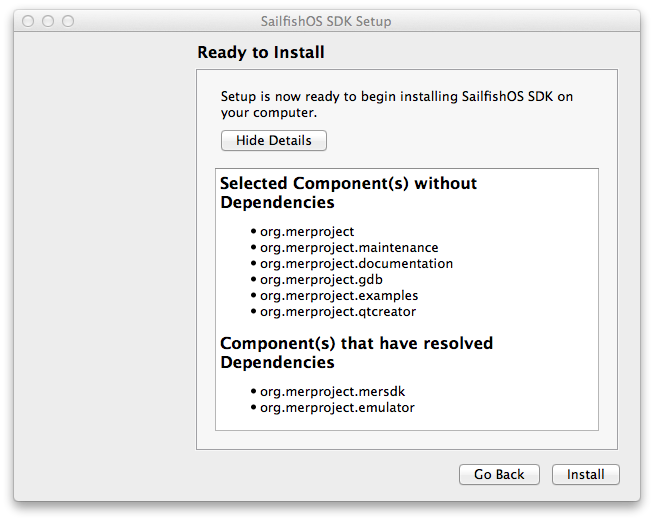 SailfishOS SDK Setup
Ready to Install
Setup is now ready to begin installing SailfishOS SDK on
your computer.
Hide Details
Selected Component(s) without
Dependencies
• org.merproject
• org.merproject.maintenance
• org.merproject.documentation
• org.merproject.gdb
• org.merproject.examples
• org.merproject.qtcreator
Component(s) that have resolved
Dependencies
• org.merproject.mersdk
• org.merproject.emulator
Go Back
Install